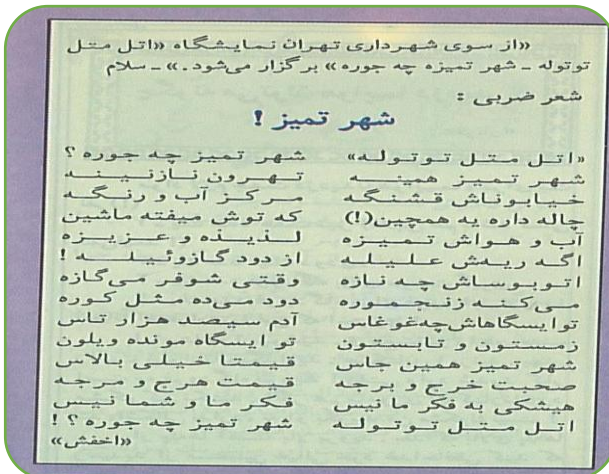 «از سوی شهرداری تهران نمایشگاه «اتل متل
توتوله ـ شهر تمیزه چه جوره» برگزار می‌شود.» ـ سلام
شعر ضربی :
شهر تمیز !
«اتل متل توتوله» شهر تمیز چه جوره ؟
شهر تمیز همینه تهرون نازنینه
خیابوناش قشنگه مرکز آب و رنگه
چاله داره یه همچین(!) که توش میفته ماشین
آب و هواش تمیزه لذیذه و عزیزه
اگه ریه‌ش علیله از دود گازوئیله !
اتوبوساش چه نازه وقتی شوفر می‌گازه
می‌کنه زنجموره دود می‌ده مثل کوره
تو ایستگاهاش چه غوغاس آدم سیصد هزار تاس
زمستون و تابستون تو ایستگاه مونده ویلون
شهر تمیز همین جاس قیمتا خیلی بالاس
صحبت خرج و برجه قیمت هرج و مرجه
هیشکی به فکر ما نیس فکر ما و شما نیس
اتل متل توتوله شهر تمیز چه جوره ؟ !
«اخفش»